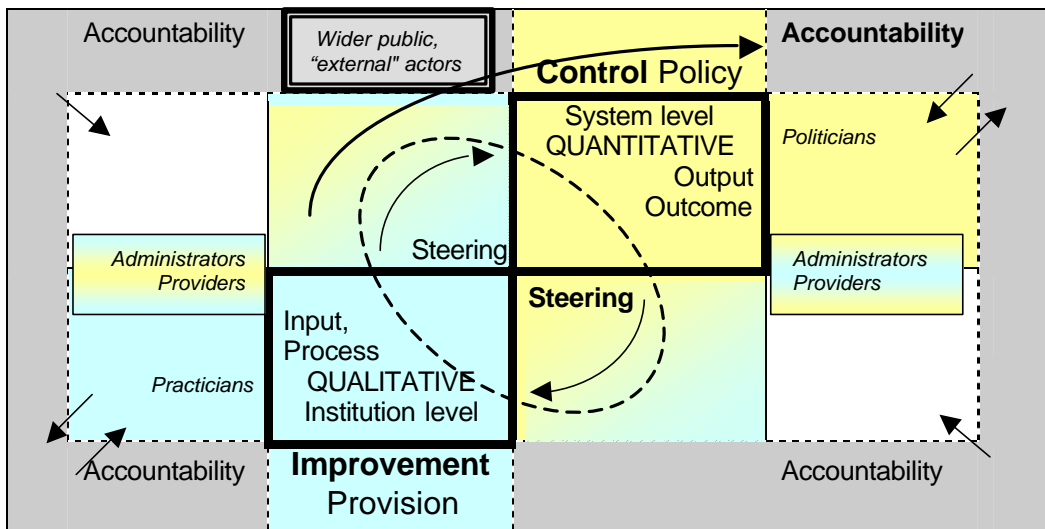 Accountability
Wider public,
“external" actors
Accountability
Control Policy
System level
QUANTITATIVE
Output
Outcome
Politicians
Steering
Administrators
Providers
Administrators
Providers
Steering
Input,
Process
QUALITATIVE
Institution level
Practicians
Accountability
Improvement
Provision
Accountability